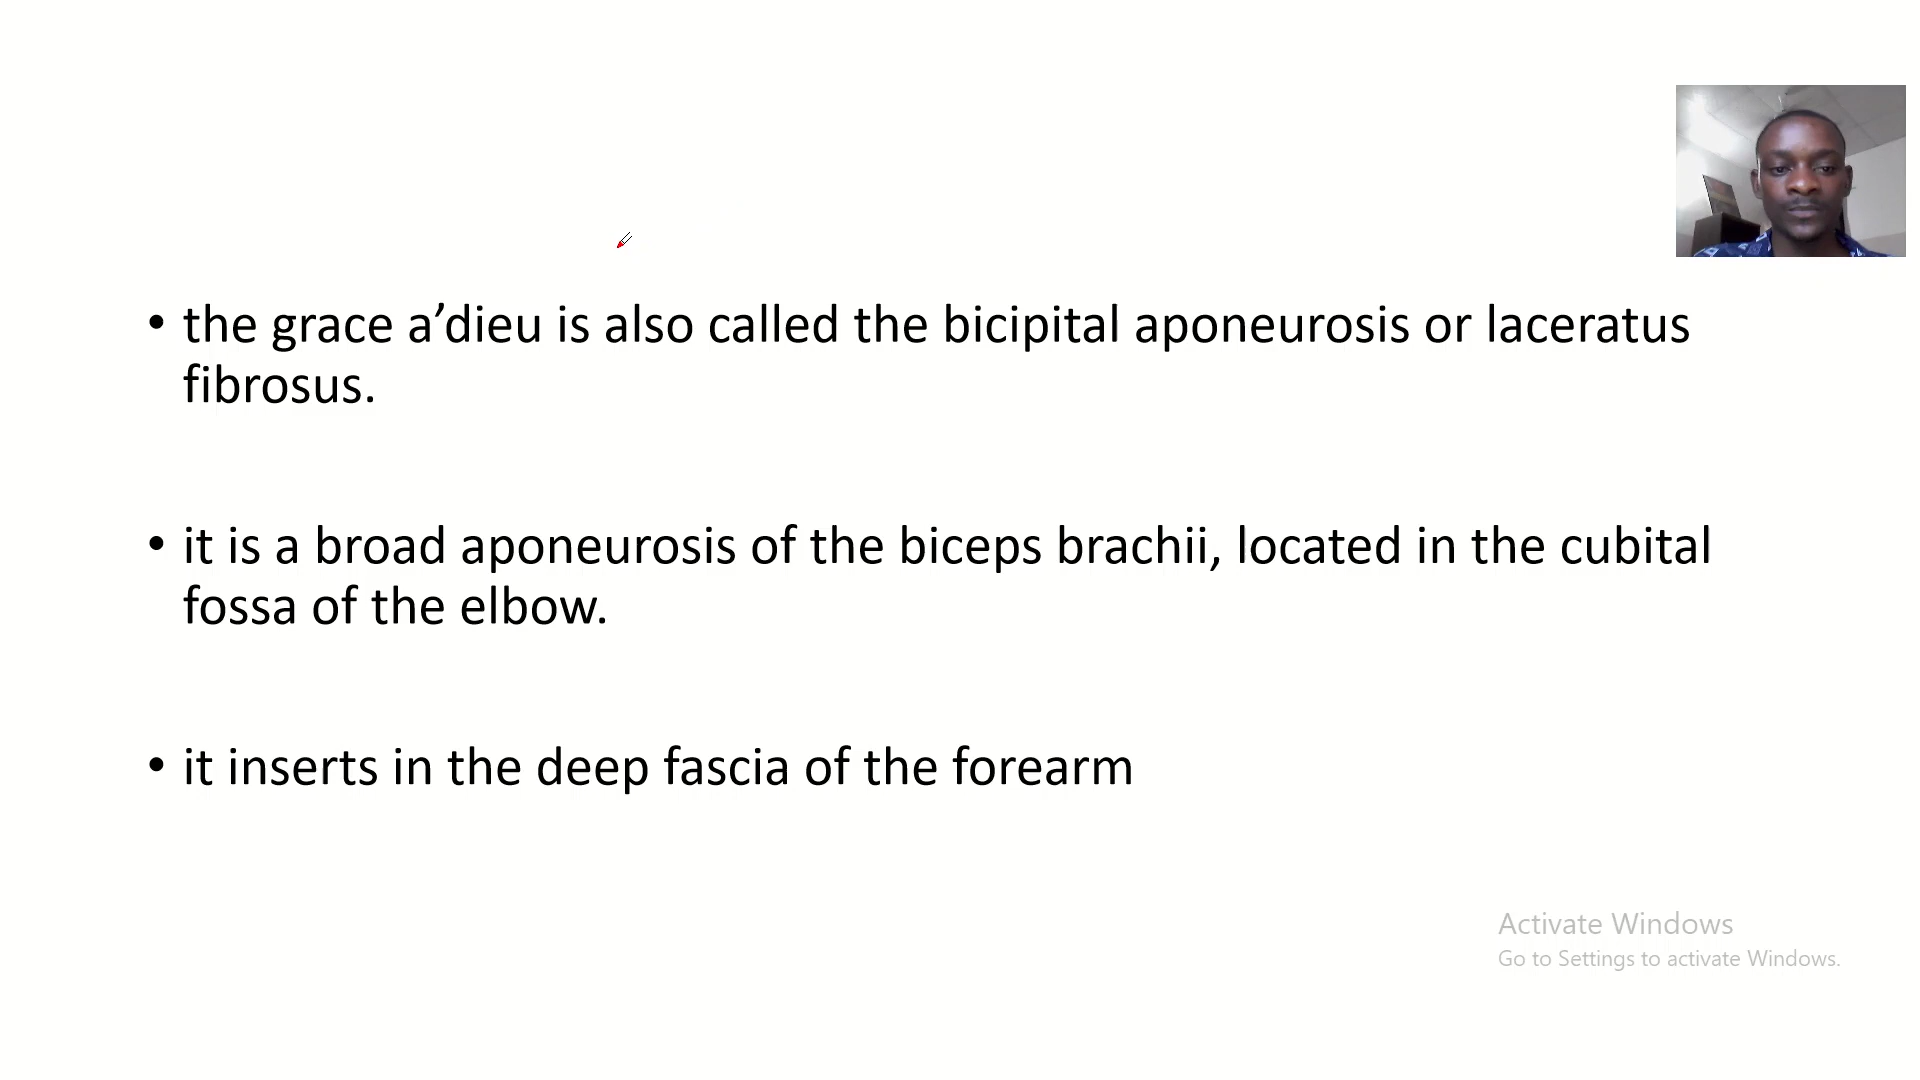 • the grace a’dieu is also called the bicipital aponeurosis or laceratus
fibrosus.
• it is a broad aponeurosis of the biceps brachii, located in the cubital
fossa of the elbow.
• it inserts in the deep fascia of the forearm
Activate Windows
Go to Settings to activate Windows.